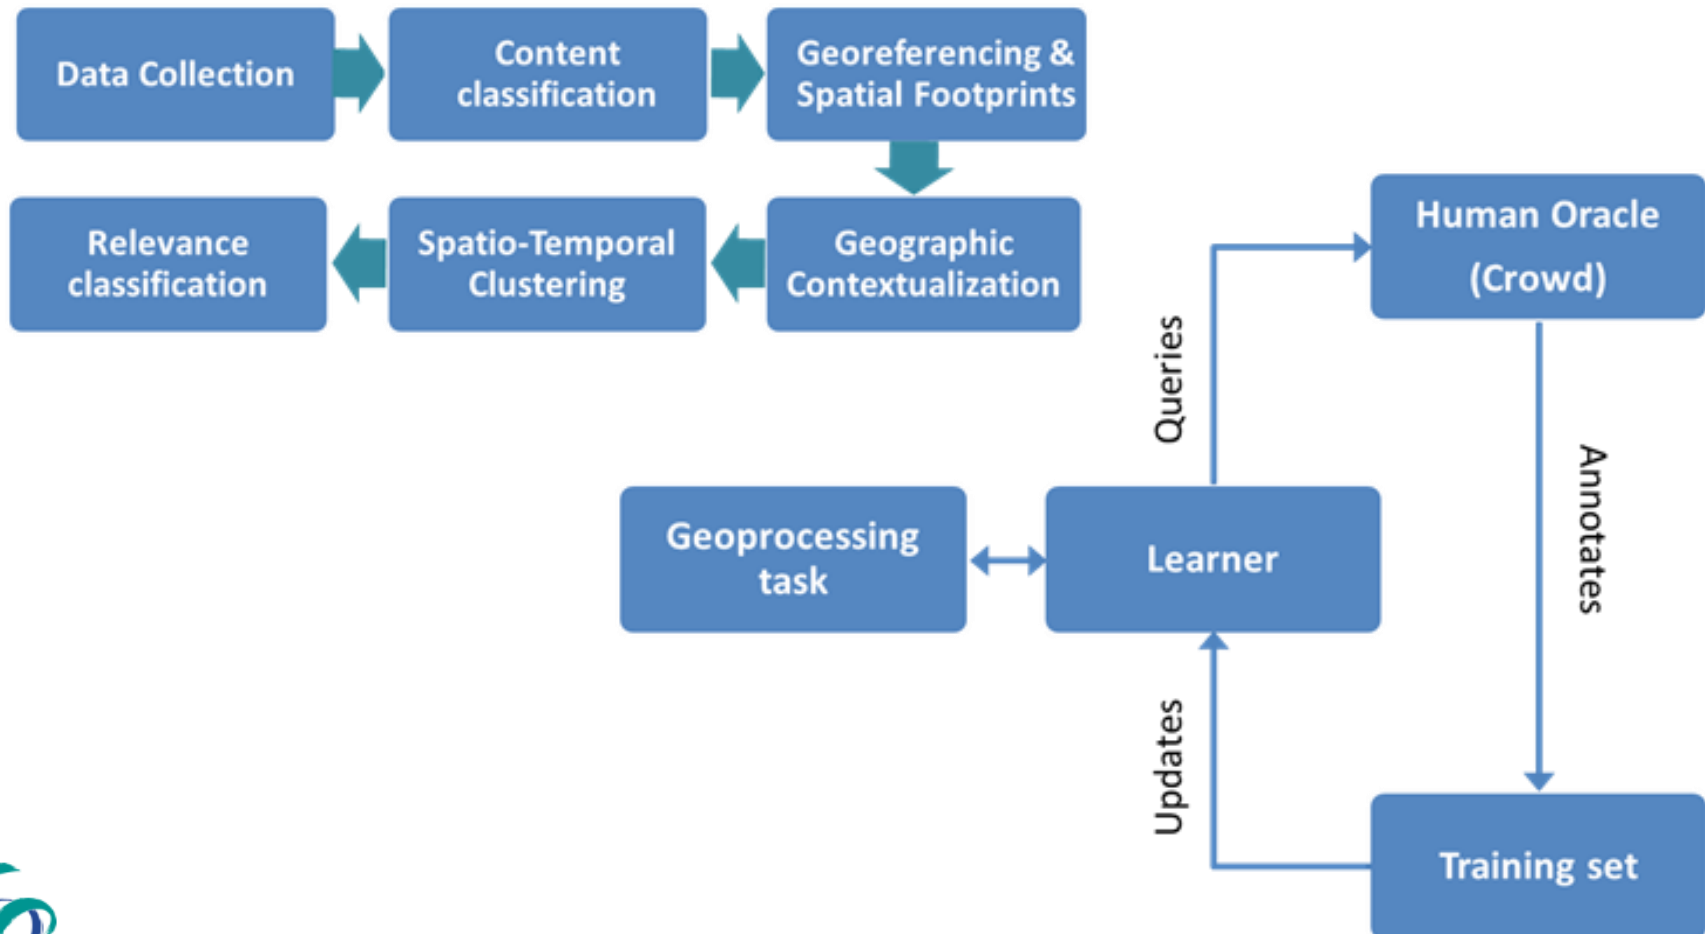 Data Collection
Content
classification
Georeferencing &
Spatial Footprints
Relevance
classification
Spatio-Temporal
Clustering
Geographic
Contextualization
Human Oracle
(Crowd)
Queries
Annotates
Geoprocessing
task
Learner
Updates
Training set